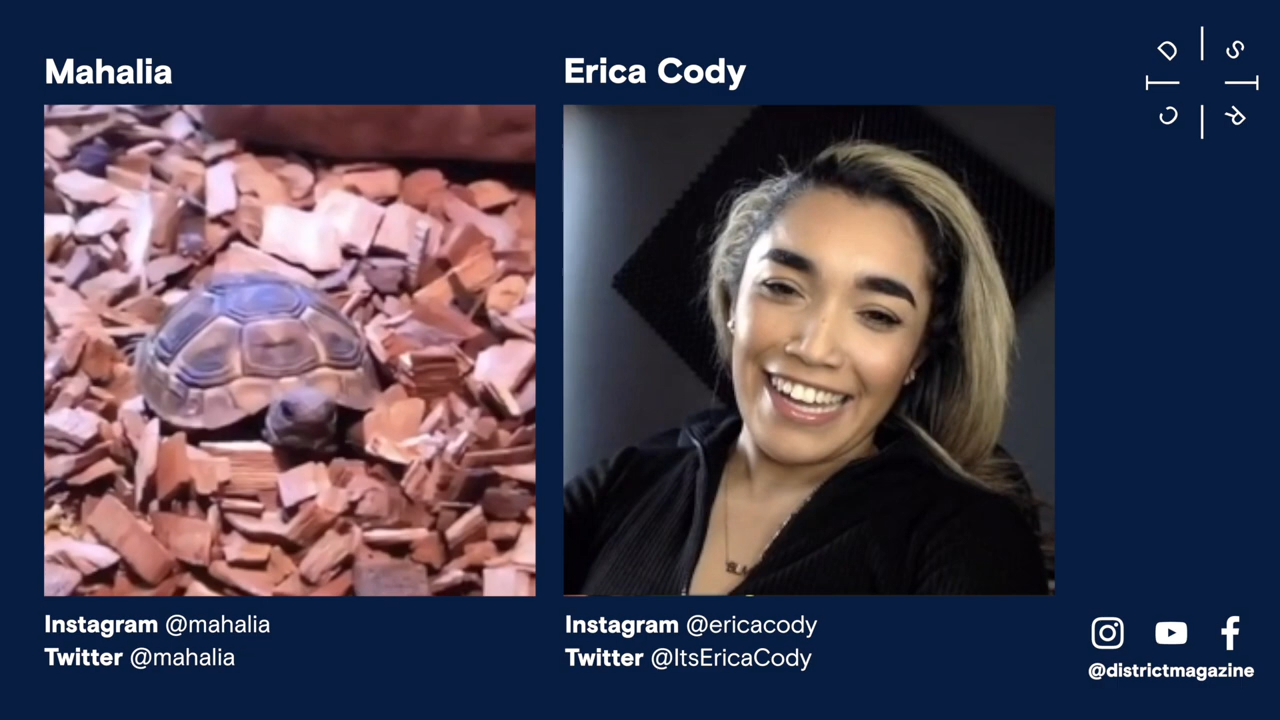 Mahalia
Erica Cody
D | S
T T
C | R
Instagram @mahalia
Twitter @mahalia
Instagram @ericacody
Twitter @ItsEricaCody
@districtmagazine